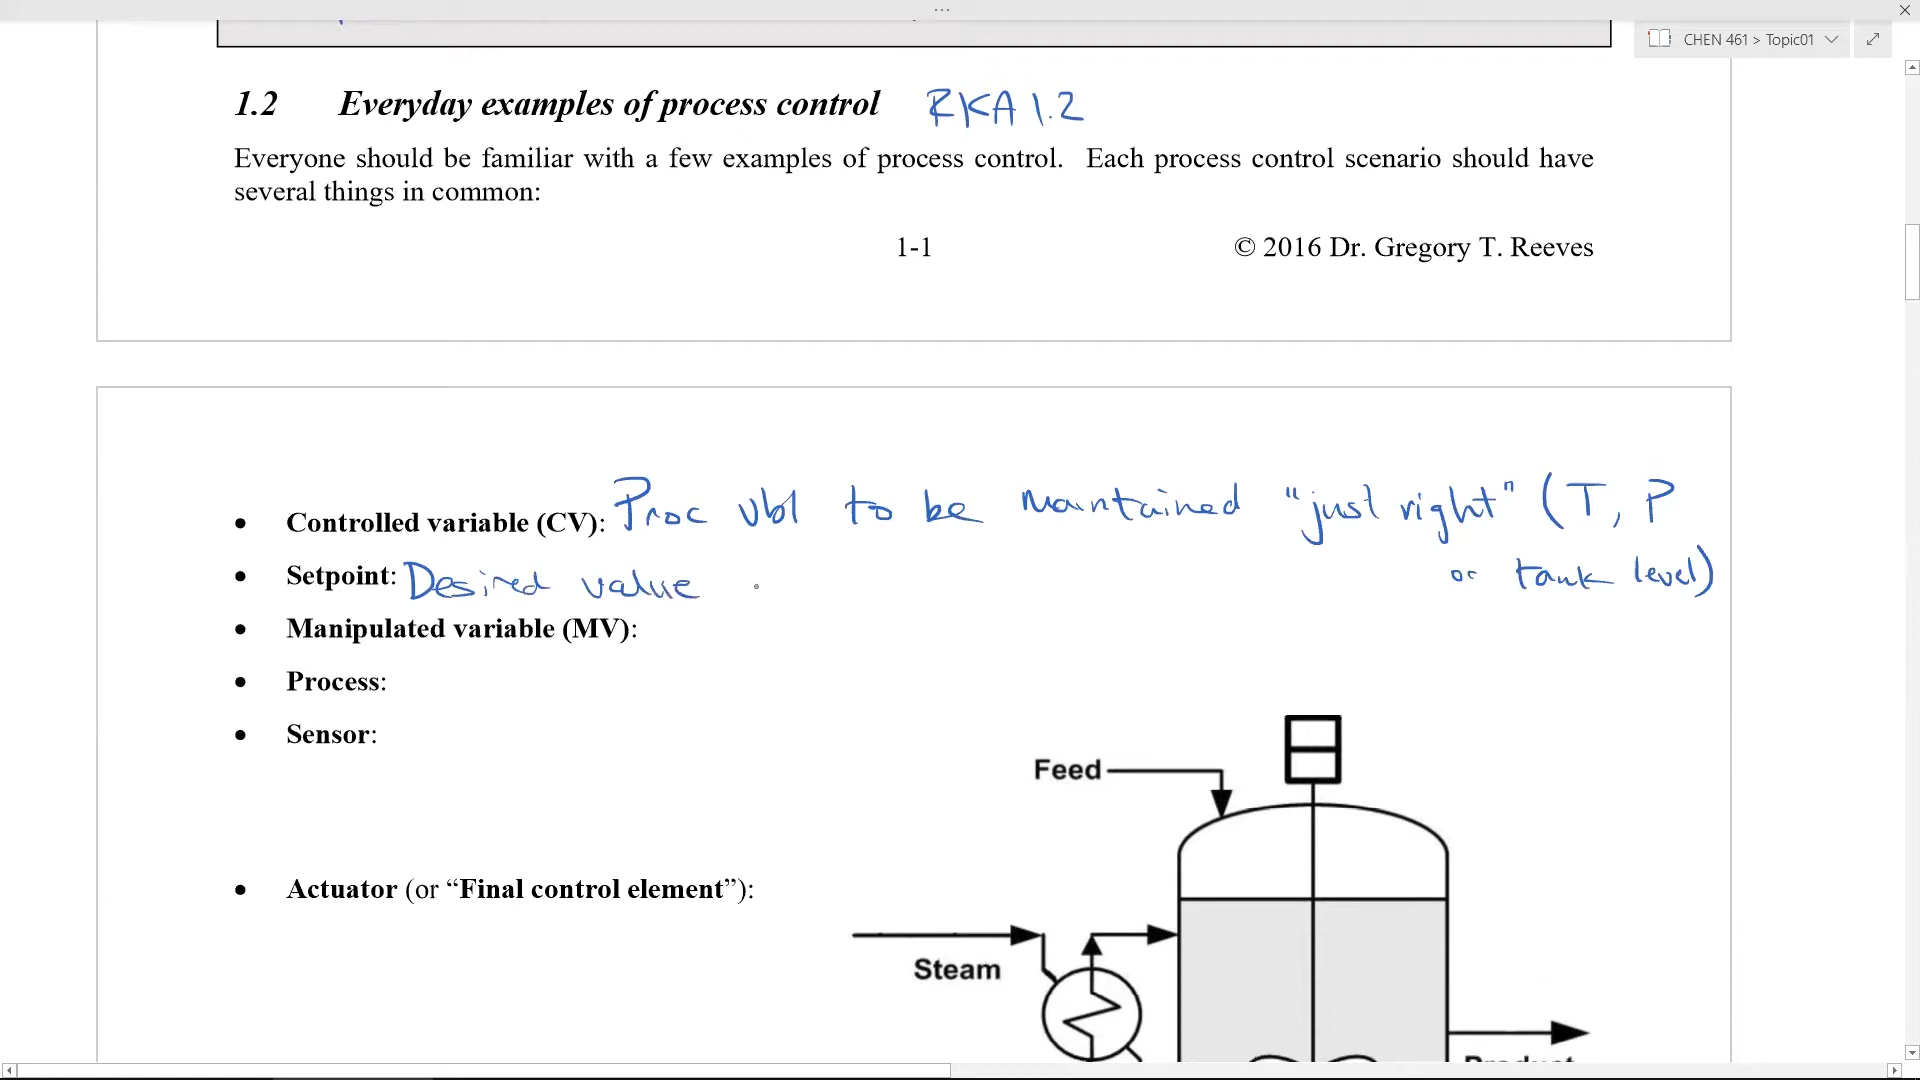 CHEN 461 > Topic01
1.2 Everyday examples of process control RKA 1.2
Everyone should be familiar with a few examples of process control. Each process control scenario should have
several things in common:
1-1 © 2016 Dr. Gregory T. Reeves
• Controlled variable (CV): Proc vbl to be maintained "just right" (T, P
or tank level)
• Setpoint: Desired value
• Manipulated variable (MV):
• Process:
• Sensor:
Feed
• Actuator (or “Final control element”):
Steam